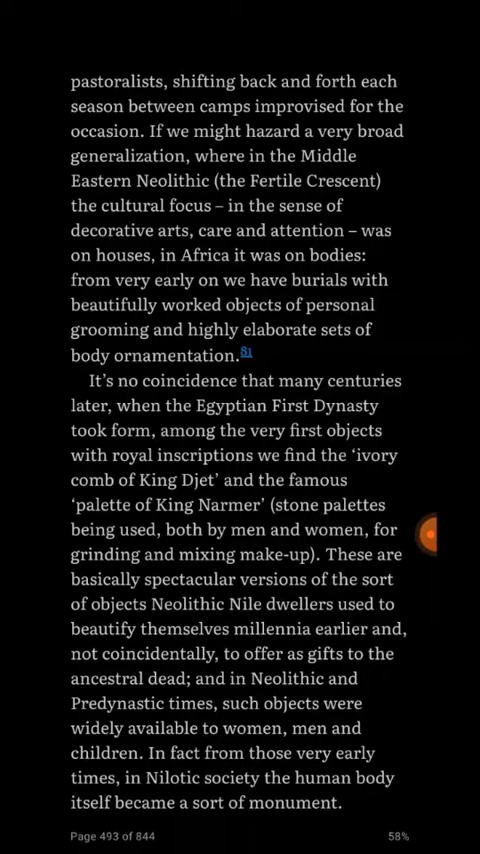 pastoralists, shifting back and forth each
season between camps improvised for the
occasion. If we might hazard a very broad
generalization, where in the Middle
Eastern Neolithic (the Fertile Crescent)
the cultural focus – in the sense of
decorative arts, care and attention – was
on houses, in Africa it was on bodies:
from very early on we have burials with
beautifully worked objects of personal
grooming and highly elaborate sets of
body ornamentation.81
It’s no coincidence that many centuries
later, when the Egyptian First Dynasty
took form, among the very first objects
with royal inscriptions we find the ‘ivory
comb of King Djet’ and the famous
‘palette of King Narmer’ (stone palettes
being used, both by men and women, for
grinding and mixing make-up). These are
basically spectacular versions of the sort
of objects Neolithic Nile dwellers used to
beautify themselves millennia earlier and,
not coincidentally, to offer as gifts to the
ancestral dead; and in Neolithic and
Predynastic times, such objects were
widely available to women, men and
children. In fact from those very early
times, in Nilotic society the human body
itself became a sort of monument.
Page 493 of 844
58%